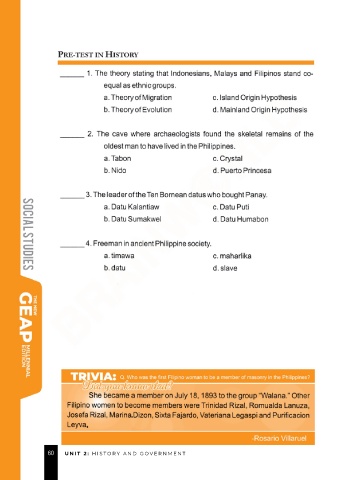 PRE-TEST IN HISTORY
______ 1. The theory stating that Indonesians, Malays and Filipinos stand co-
equal as ethnic groups.
a. Theory of Migration c. Island Origin Hypothesis
b. Theory of Evolution d. Mainland Origin Hypothesis
______ 2. The cave where archaeologists found the skeletal remains of the
oldest man to have lived in the Philippines.
a. Tabon c. Crystal
b. Nido d. Puerto Princesa
______ 3. The leader of the Ten Bornean datus who bought Panay.
a. Datu Kalantiaw c. Datu Puti
b. Datu Sumakwel d. Datu Humabon
______ 4. Freeman in ancient Philippine society.
a. timawa c. maharlika
b. datu d. slave
SOCIAL STUDIES
THE NEW
GEAP
MILLENNIAL
EDITION
TRIVIA: Q: Who was the first Filipino woman to be a member of masonry in the Philippines?
Did you know that
She became a member on July 18, 1893 to the group "Walana." Other
Filipino women to become members were Trinidad Rizal, Romualda Lanuza,
Josefa Rizal, Marina Dizon, Sixta Fajardo, Valeriana Legaspi and Purificacion
Leyva.
-Rosario Villaruel
60 UNIT 2: HISTORY AND GOVERNMENT